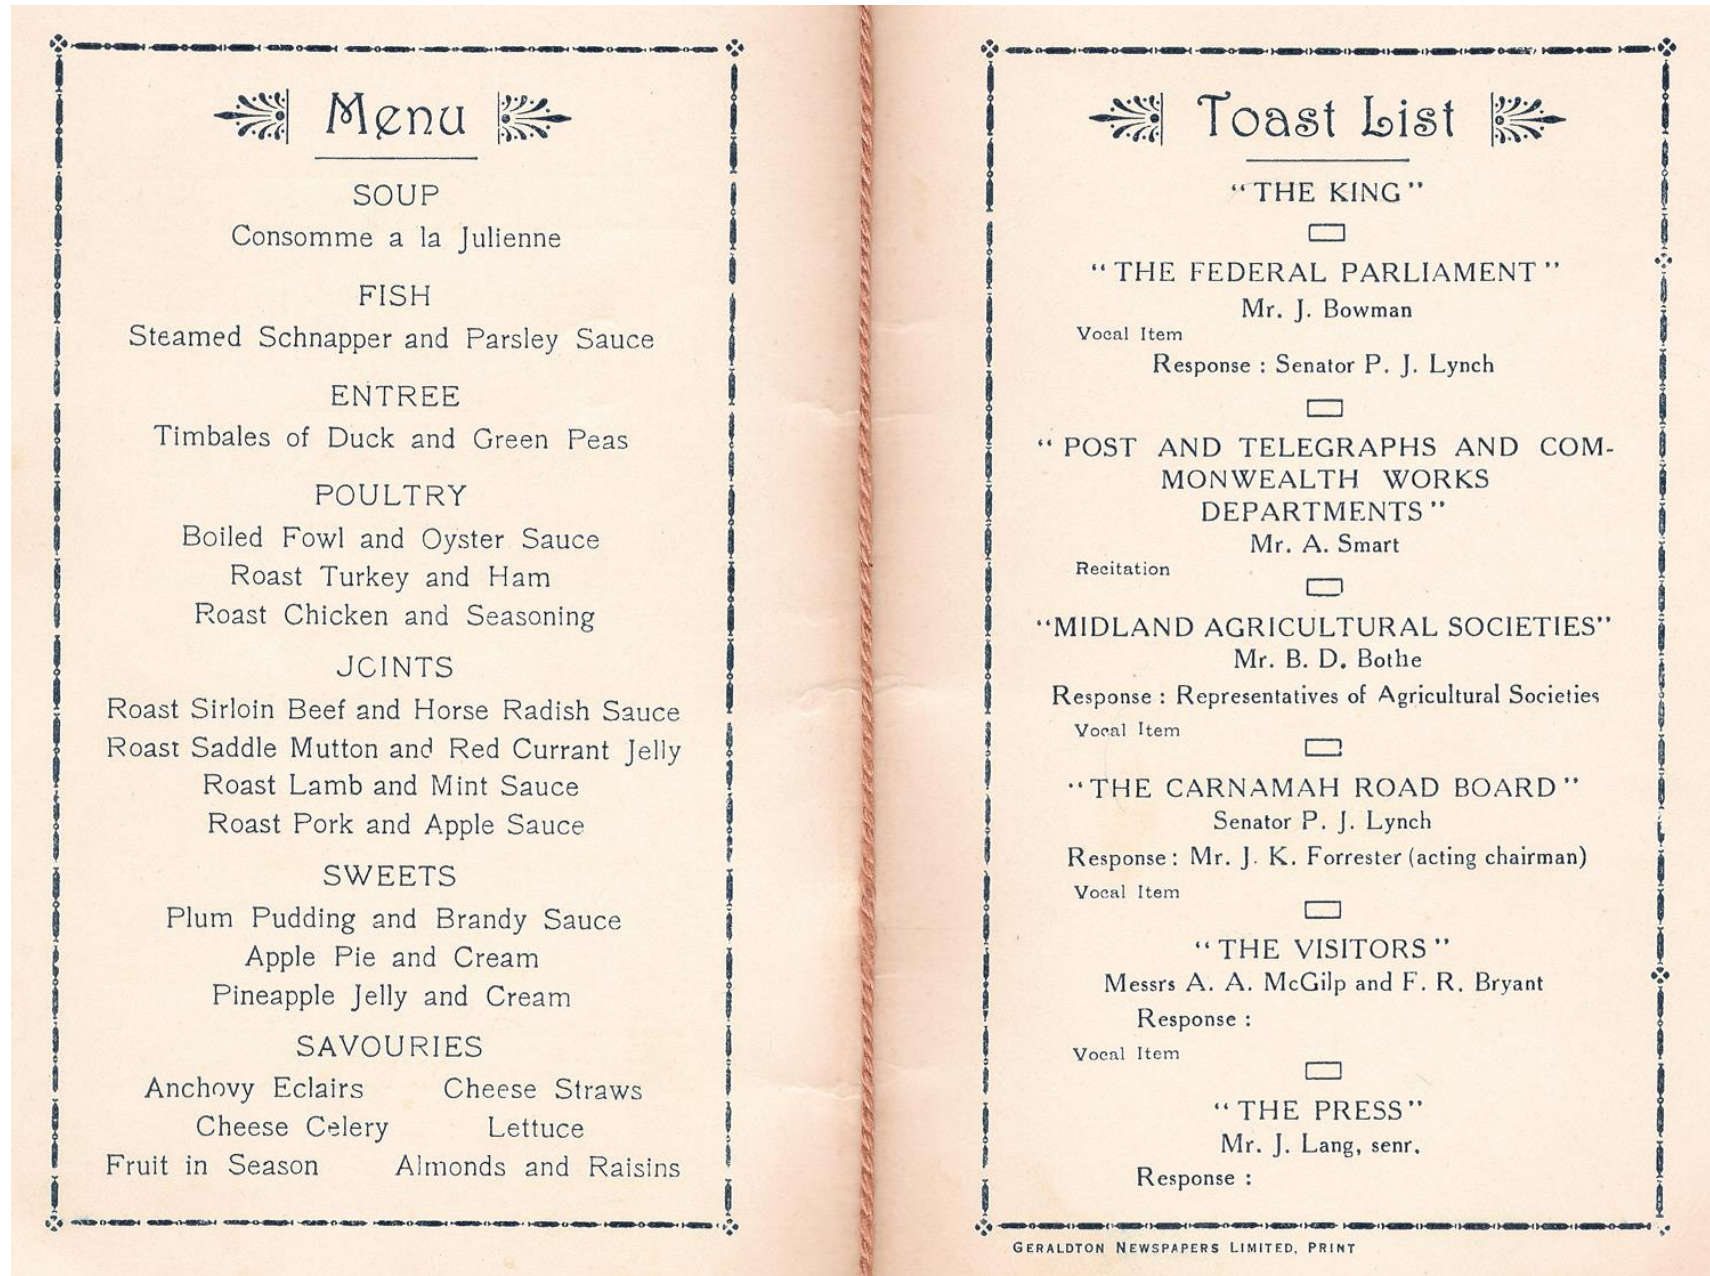 Menu
SOUP
Consomme a la Julienne
FISH
Steamed Schnapper and Parsley Sauce
ENTREE
Timbales of Duck and Green Peas
POULTRY
Boiled Fowl and Oyster Sauce
Roast Turkey and Ham
Roast Chicken and Seasoning
JOINTS
Roast Sirloin Beef and Horse Radish Sauce
Roast Saddle Mutton and Red Currant Jelly
Roast Lamb and Mint Sauce
Roast Pork and Apple Sauce
SWEETS
Plum Pudding and Brandy Sauce
Apple Pie and Cream
Pineapple Jelly and Cream
SAVOURIES
Anchovy Eclairs Cheese Straws
Cheese Celery Lettuce
Fruit in Season Almonds and Raisins
Toast List
"THE KING"
"THE FEDERAL PARLIAMENT"
Mr. J. Bowman
Vocal Item
Response : Senator P. J. Lynch
"POST AND TELEGRAPHS AND COM-
MONWEALTH WORKS
DEPARTMENTS"
Mr. A. Smart
Recitation
"MIDLAND AGRICULTURAL SOCIETIES"
Mr. B. D. Bothe
Response : Representatives of Agricultural Societies
Vocal Item
"THE CARNAMAH ROAD BOARD"
Senator P. J. Lynch
Response : Mr. J. K. Forrester (acting chairman)
Vocal Item
"THE VISITORS"
Messrs A. A. McGilp and F. R. Bryant
Response :
Vocal Item
"THE PRESS"
Mr. J. Lang, senr.
Response :
GERALDTON NEWSPAPERS LIMITED, PRINT